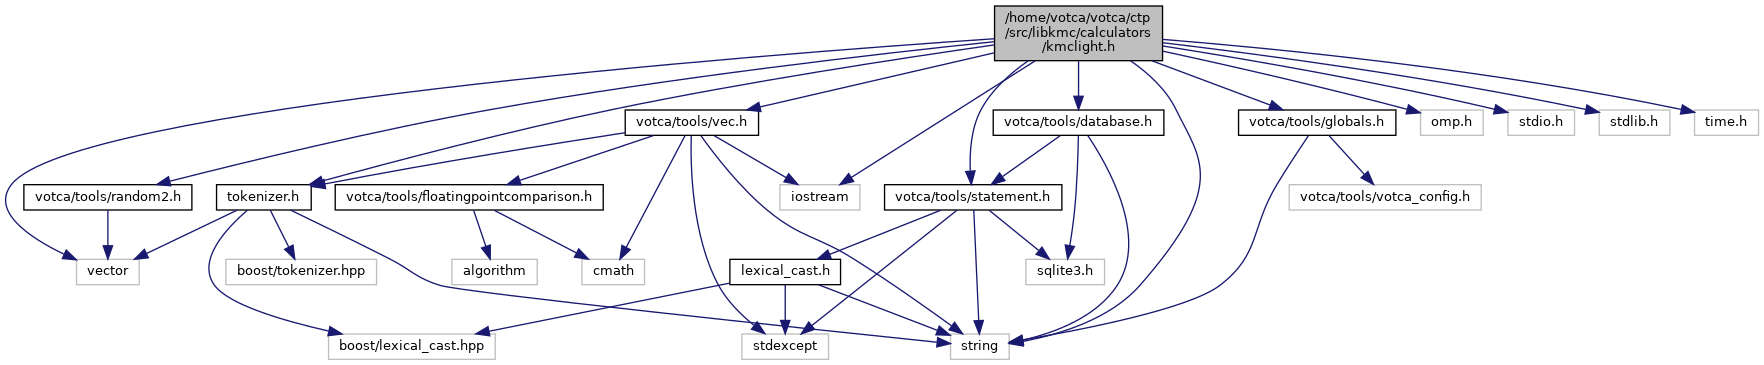 /home/votca/votca/ctp
/src/libkmc/calculators
/kmclight.h
votca/tools/vec.h
votca/tools/database.h
votca/tools/globals.h
omp.h
stdio.h
stdlib.h
time.h
votca/tools/random2.h
tokenizer.h
votca/tools/floatingpointcomparison.h
iostream
votca/tools/statement.h
votca/tools/votca_config.h
vector
boost/tokenizer.hpp
algorithm
cmath
lexical_cast.h
sqlite3.h
boost/lexical_cast.hpp
stdexcept
string